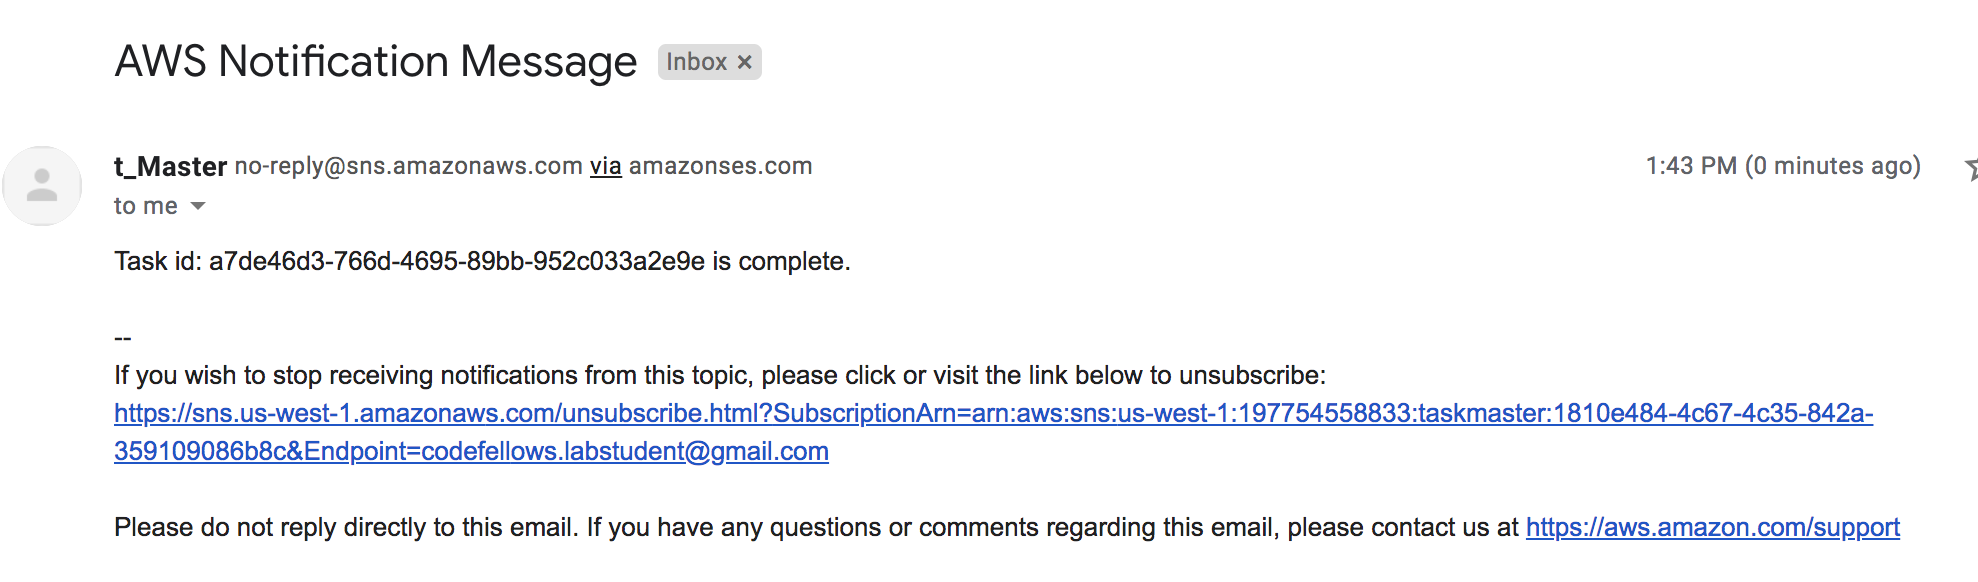 AWS Notification Message Inbox ×
t_Master no-reply@sns.amazonaws.com via amazonses.com 1:43 PM (0 minutes ago)
to me
Task id: a7de46d3-766d-4695-89bb-952c033a2e9e is complete.
--
If you wish to stop receiving notifications from this topic, please click or visit the link below to unsubscribe:
https://sns.us-west-1.amazonaws.com/unsubscribe.html?SubscriptionArn=arn:aws:sns:us-west-1:197754558833:taskmaster:1810e484-4c67-4c35-842a-
359109086b8c&Endpoint=codefellows.labstudent@gmail.com
Please do not reply directly to this email. If you have any questions or comments regarding this email, please contact us at https://aws.amazon.com/support